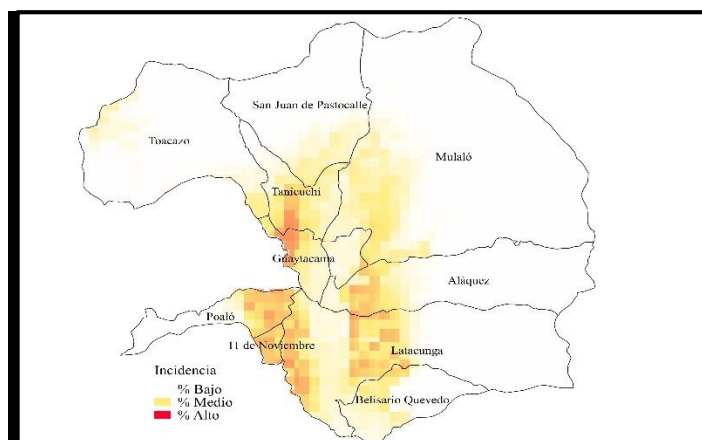 San Juan de Pastocalle
Toacazo
Mulaló
Tanicuchi
Guaytacama
Aláquez
Poaló
11 de Noviembre
Latacunga
Incidencia
% Bajo
% Medio
% Alto
Belisario Quevedo